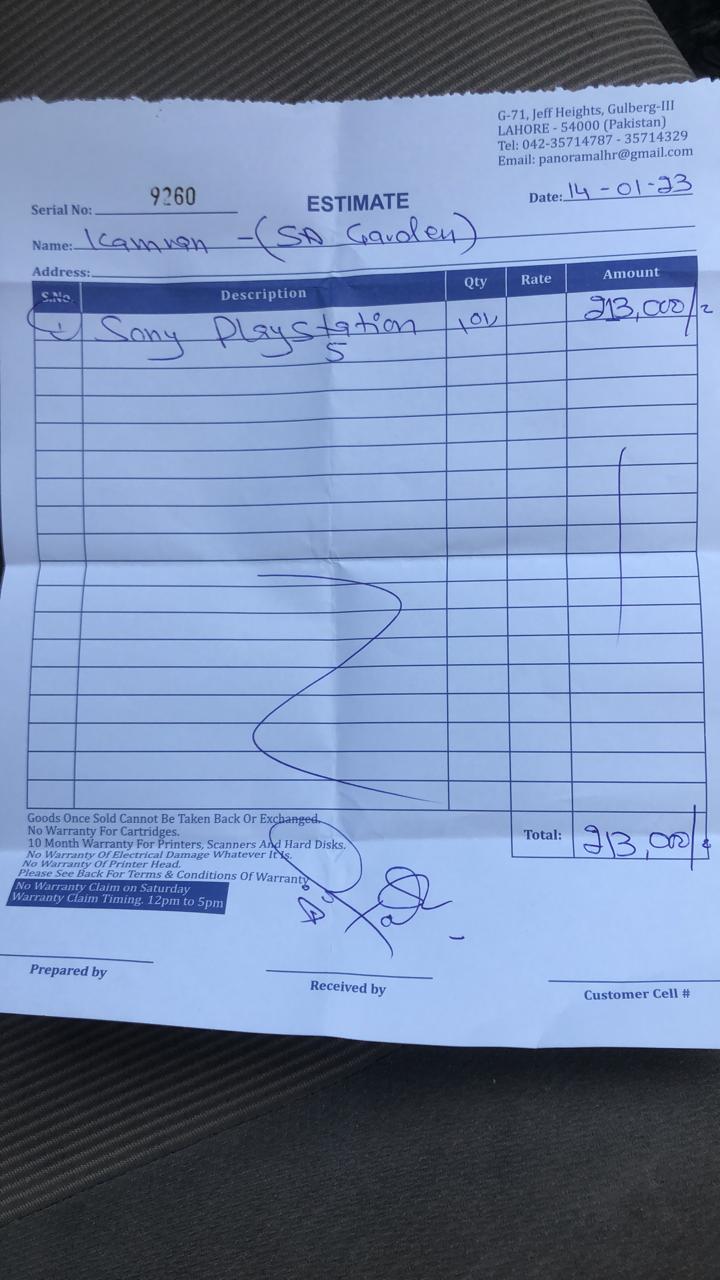 G-71, Jeff Heights, Gulberg-III
LAHORE - 54000 (Pakistan)
Tel: 042-35714787 - 35714329
Email: panoramalhr@gmail.com
Serial No: 9260
ESTIMATE
Date: 14-01-23
Name: Kamran - (SA Garden)
Address:
S.No. Description Qty Rate Amount
1 Sony PlayStation 5 213,000/
Goods Once Sold Cannot Be Taken Back Or Exchanged.
No Warranty For Cartridges.
10 Month Warranty For Printers, Scanners And Hard Disks.
No Warranty Of Electrical Damage Whatever It Is.
No Warranty Of Printer Head.
Please See Back For Terms & Conditions Of Warranty
Total: 213,000/
No Warranty Claim on Saturday
Warranty Claim Timing. 12pm to 5pm
Prepared by
Received by
Customer Cell #